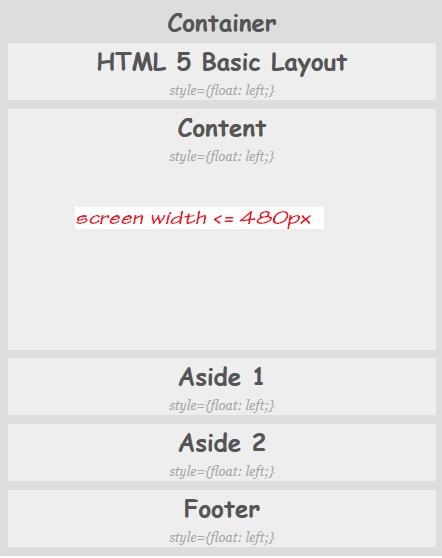 Container
HTML 5 Basic Layout
style={float: left;}
Content
style={float: left;}
screen width <= 480px
Aside 1
style={float: left;}
Aside 2
style={float: left;}
Footer
style={float: left;}